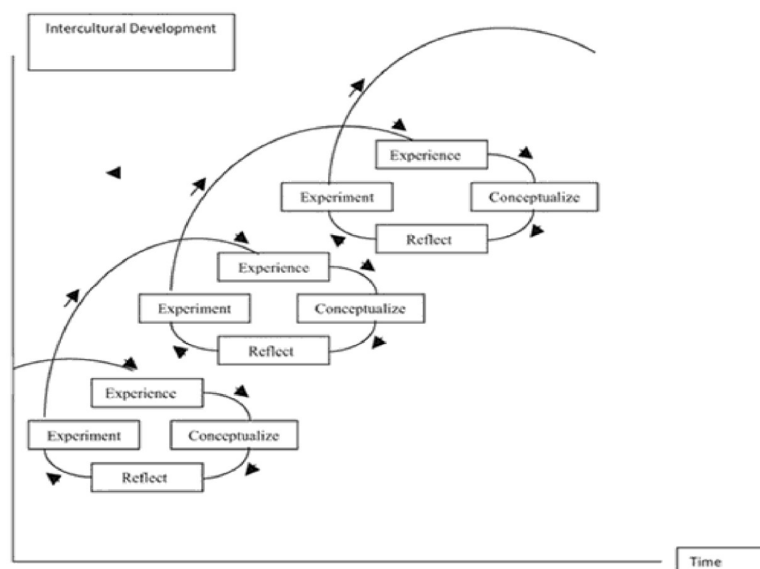 Intercultural Development
Experience
Experiment
Conceptualize
Reflect
Experience
Experiment
Conceptualize
Reflect
Experience
Experiment
Conceptualize
Reflect
Time